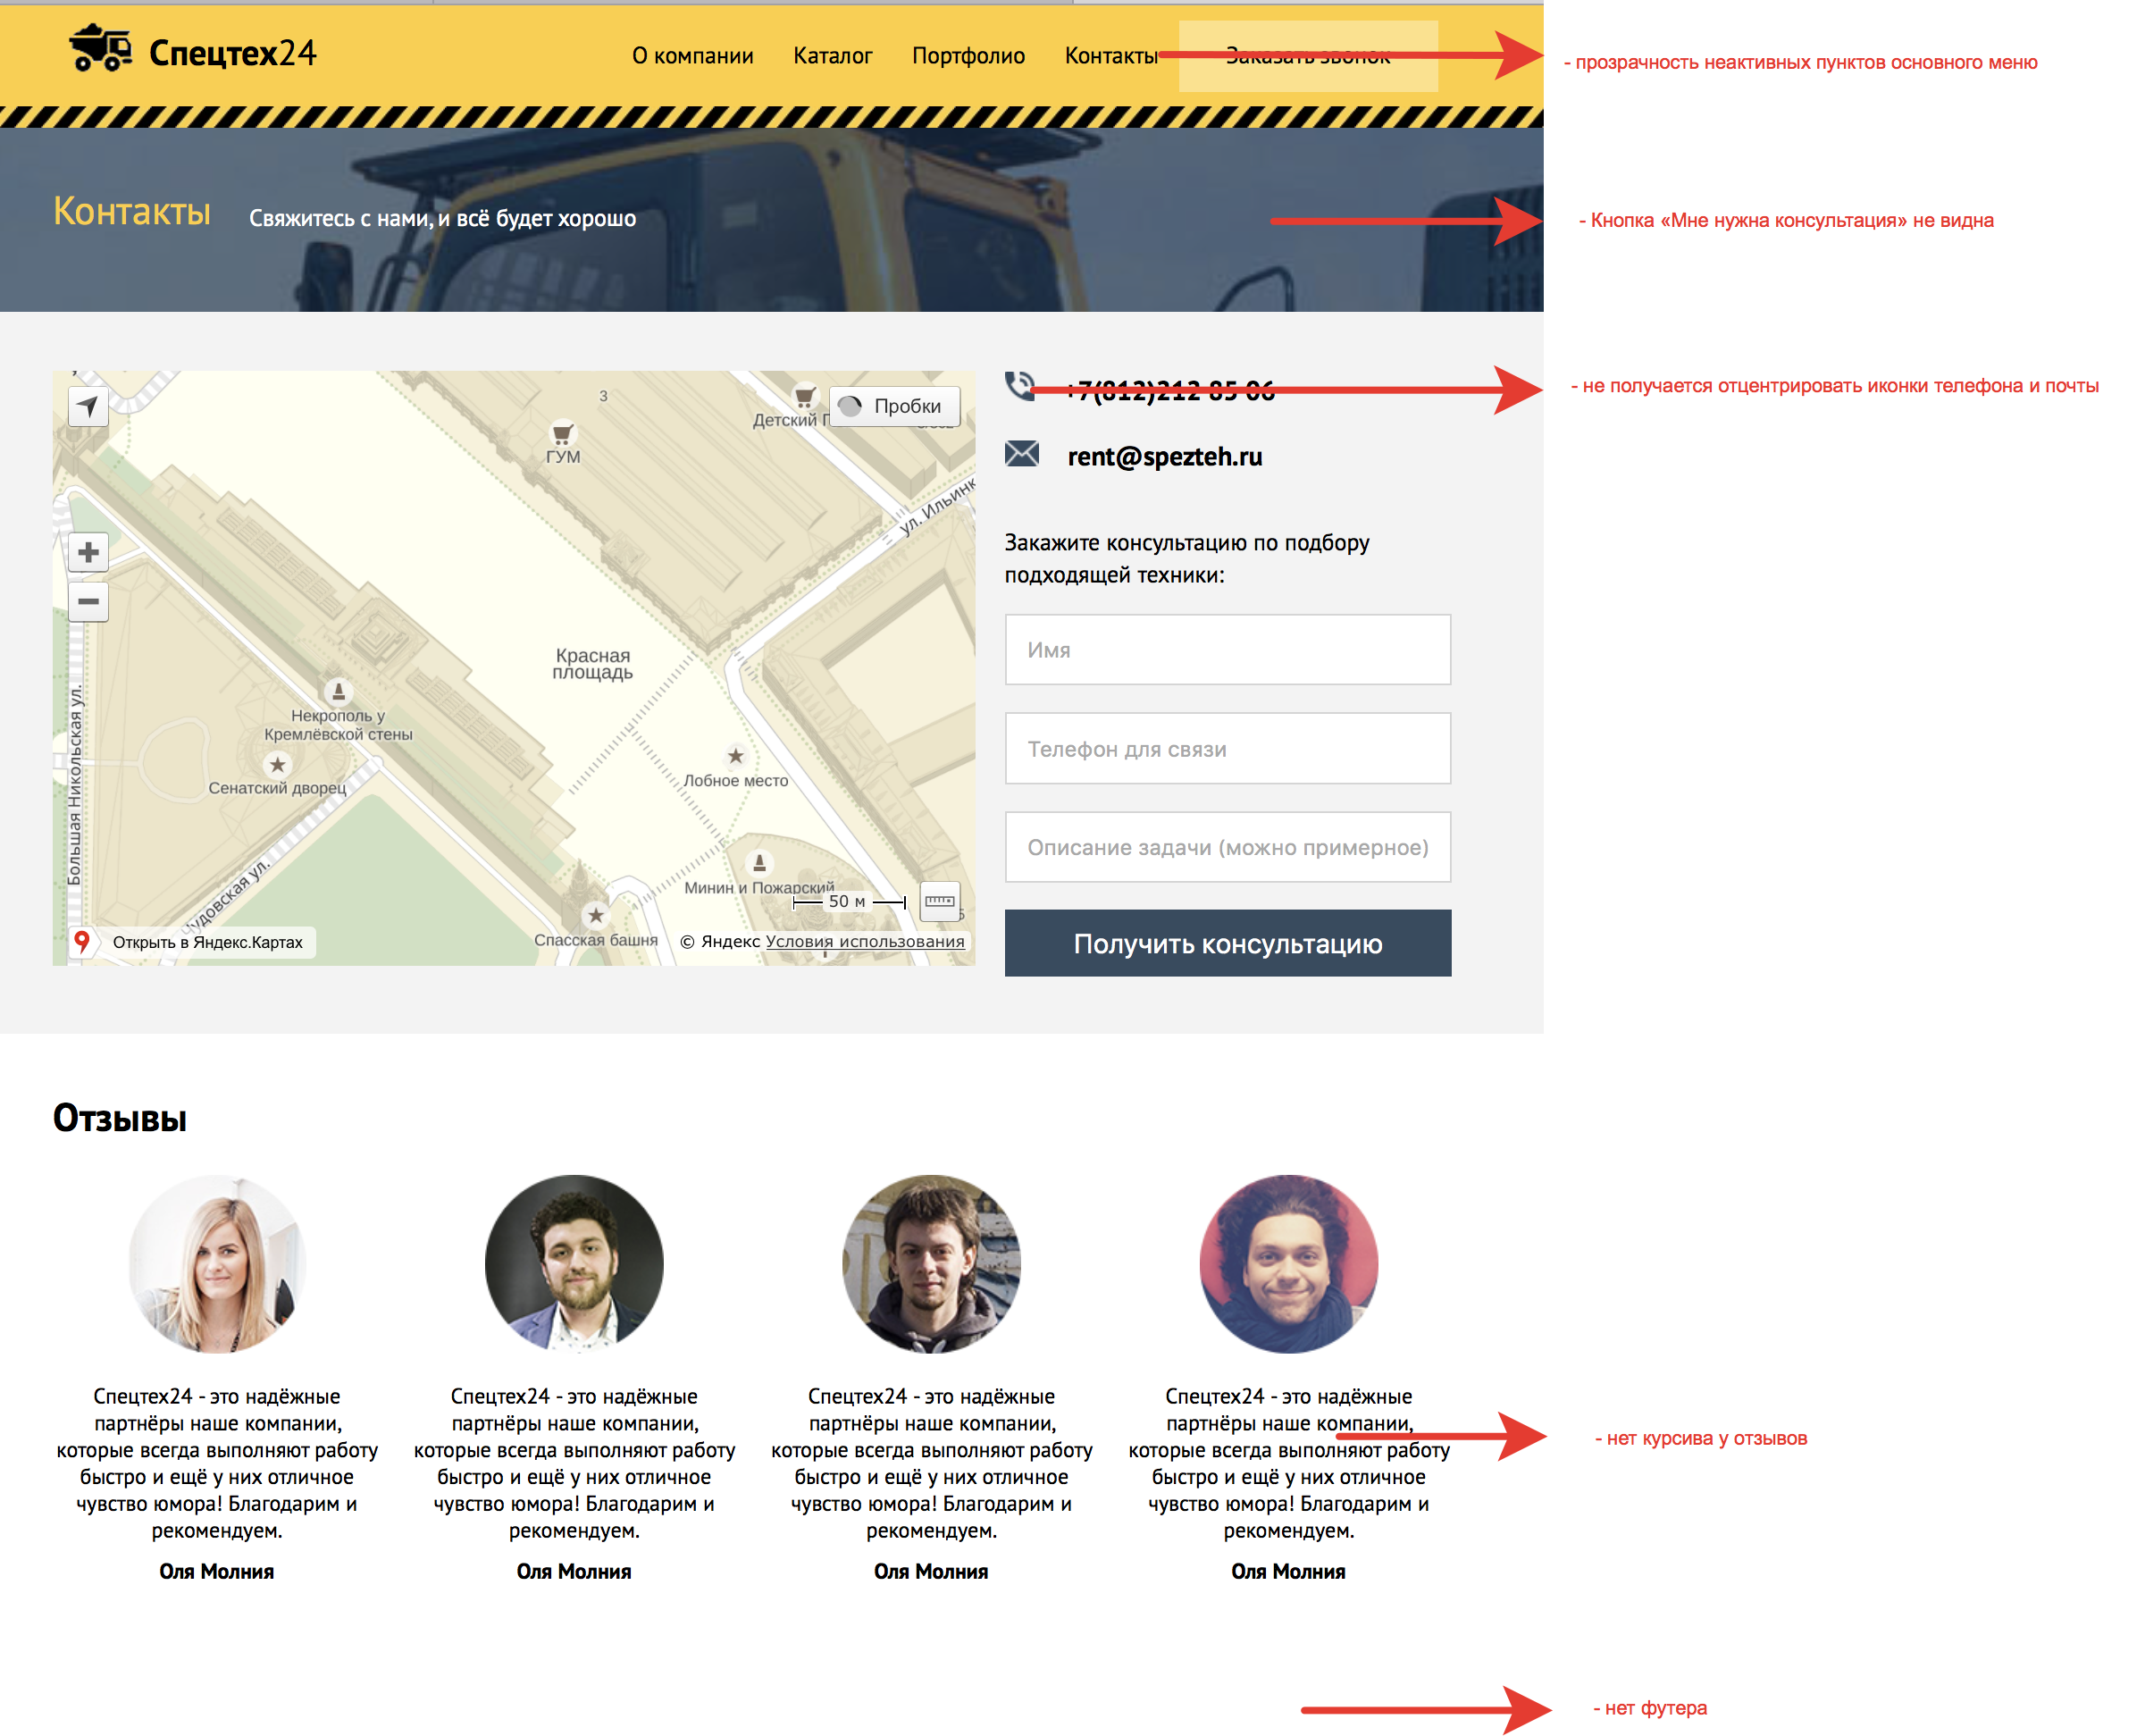 Спецтех24
О компании Каталог Портфолио Контакты Заказать звонок
- прозрачность неактивных пунктов основного меню
Контакты Свяжитесь с нами, и всё будет хорошо
- Кнопка «Мне нужна консультация» не видна
+7(812)212 85 06
- не получается отцентрировать иконки телефона и почты
rent@spezteh.ru
Закажите консультацию по подбору
подходящей техники:
Имя
Телефон для связи
Описание задачи (можно примерное)
Получить консультацию
3
Детский
Пробки
ГУМ
ул. Ильинк
Красная
площадь
Большая Никольская ул.
Некрополь у
Кремлёвской стены
Сенатский дворец
Лобное место
Чудовская ул.
Минин и Пожарский
50 м
Спасская башня
Открыть в Яндекс.Картах
© Яндекс Условия использования
Отзывы
Спецтех24 - это надёжные
партнёры наше компании,
которые всегда выполняют работу
быстро и ещё у них отличное
чувство юмора! Благодарим и
рекомендуем.
Оля Молния
Спецтех24 - это надёжные
партнёры наше компании,
которые всегда выполняют работу
быстро и ещё у них отличное
чувство юмора! Благодарим и
рекомендуем.
Оля Молния
Спецтех24 - это надёжные
партнёры наше компании,
которые всегда выполняют работу
быстро и ещё у них отличное
чувство юмора! Благодарим и
рекомендуем.
Оля Молния
Спецтех24 - это надёжные
партнёры наше компании,
которые всегда выполняют работу
быстро и ещё у них отличное
чувство юмора! Благодарим и
рекомендуем.
Оля Молния
- нет курсива у отзывов
- нет футера